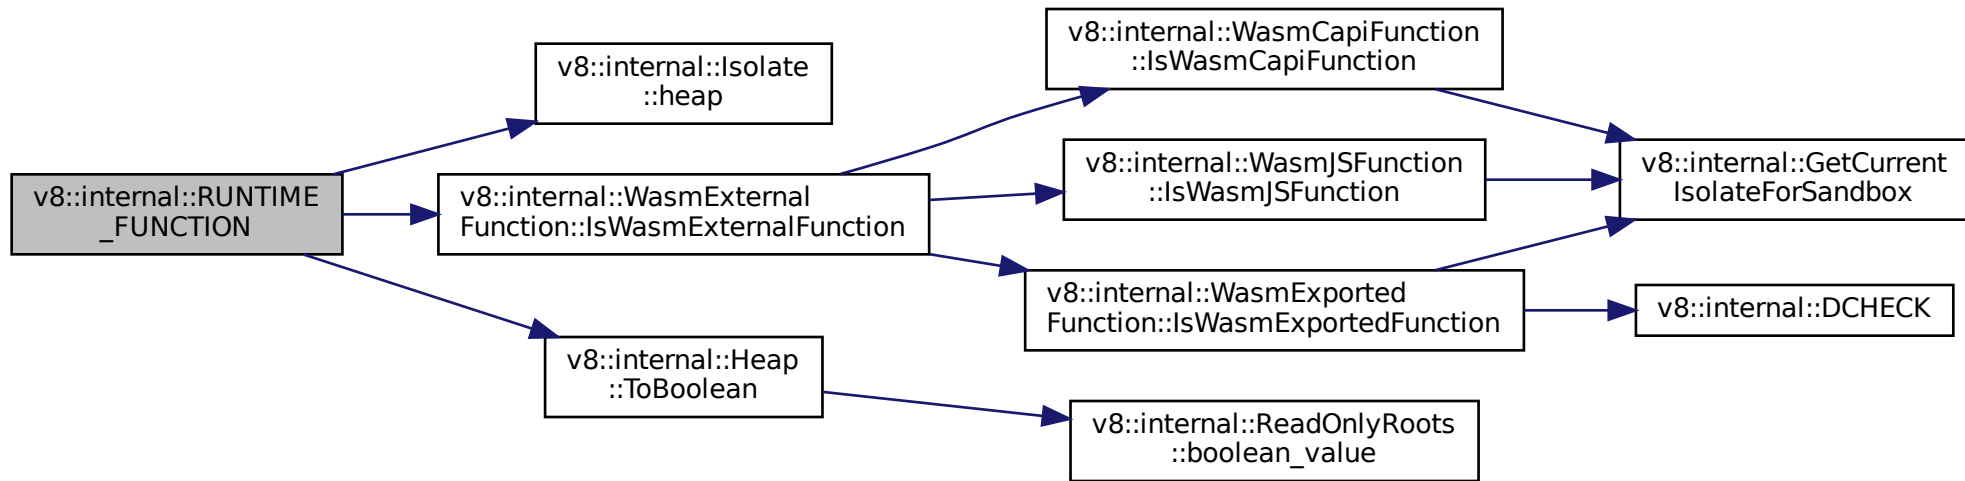 v8::internal::RUNTIME
_FUNCTION
v8::internal::Isolate
::heap
v8::internal::WasmExternal
Function::IsWasmExternalFunction
v8::internal::Heap
::ToBoolean
v8::internal::WasmCapiFunction
::IsWasmCapiFunction
v8::internal::WasmJSFunction
::IsWasmJSFunction
v8::internal::WasmExported
Function::IsWasmExportedFunction
v8::internal::ReadOnlyRoots
::boolean_value
v8::internal::GetCurrent
IsolateForSandbox
v8::internal::DCHECK